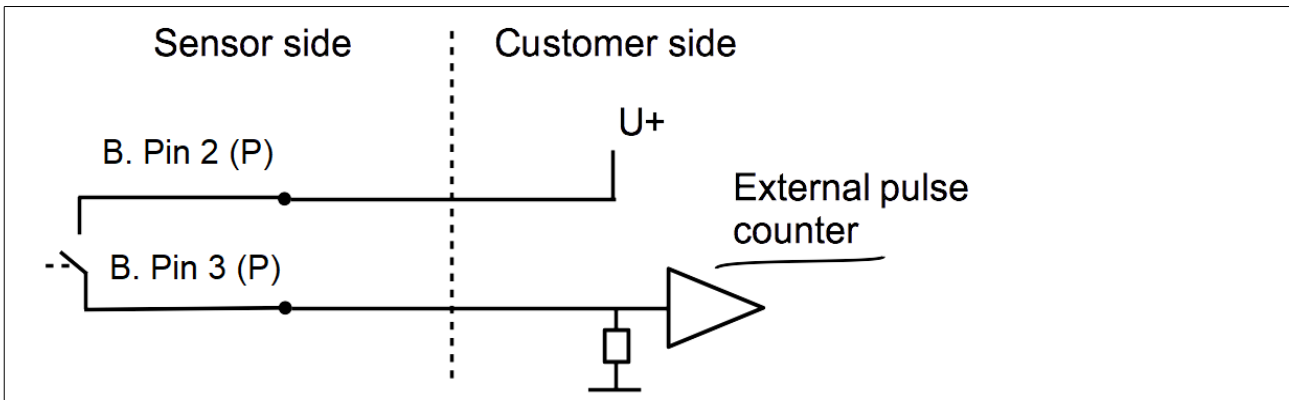 Sensor side
Customer side
U+
B. Pin 2 (P)
External pulse
counter
B. Pin 3 (P)